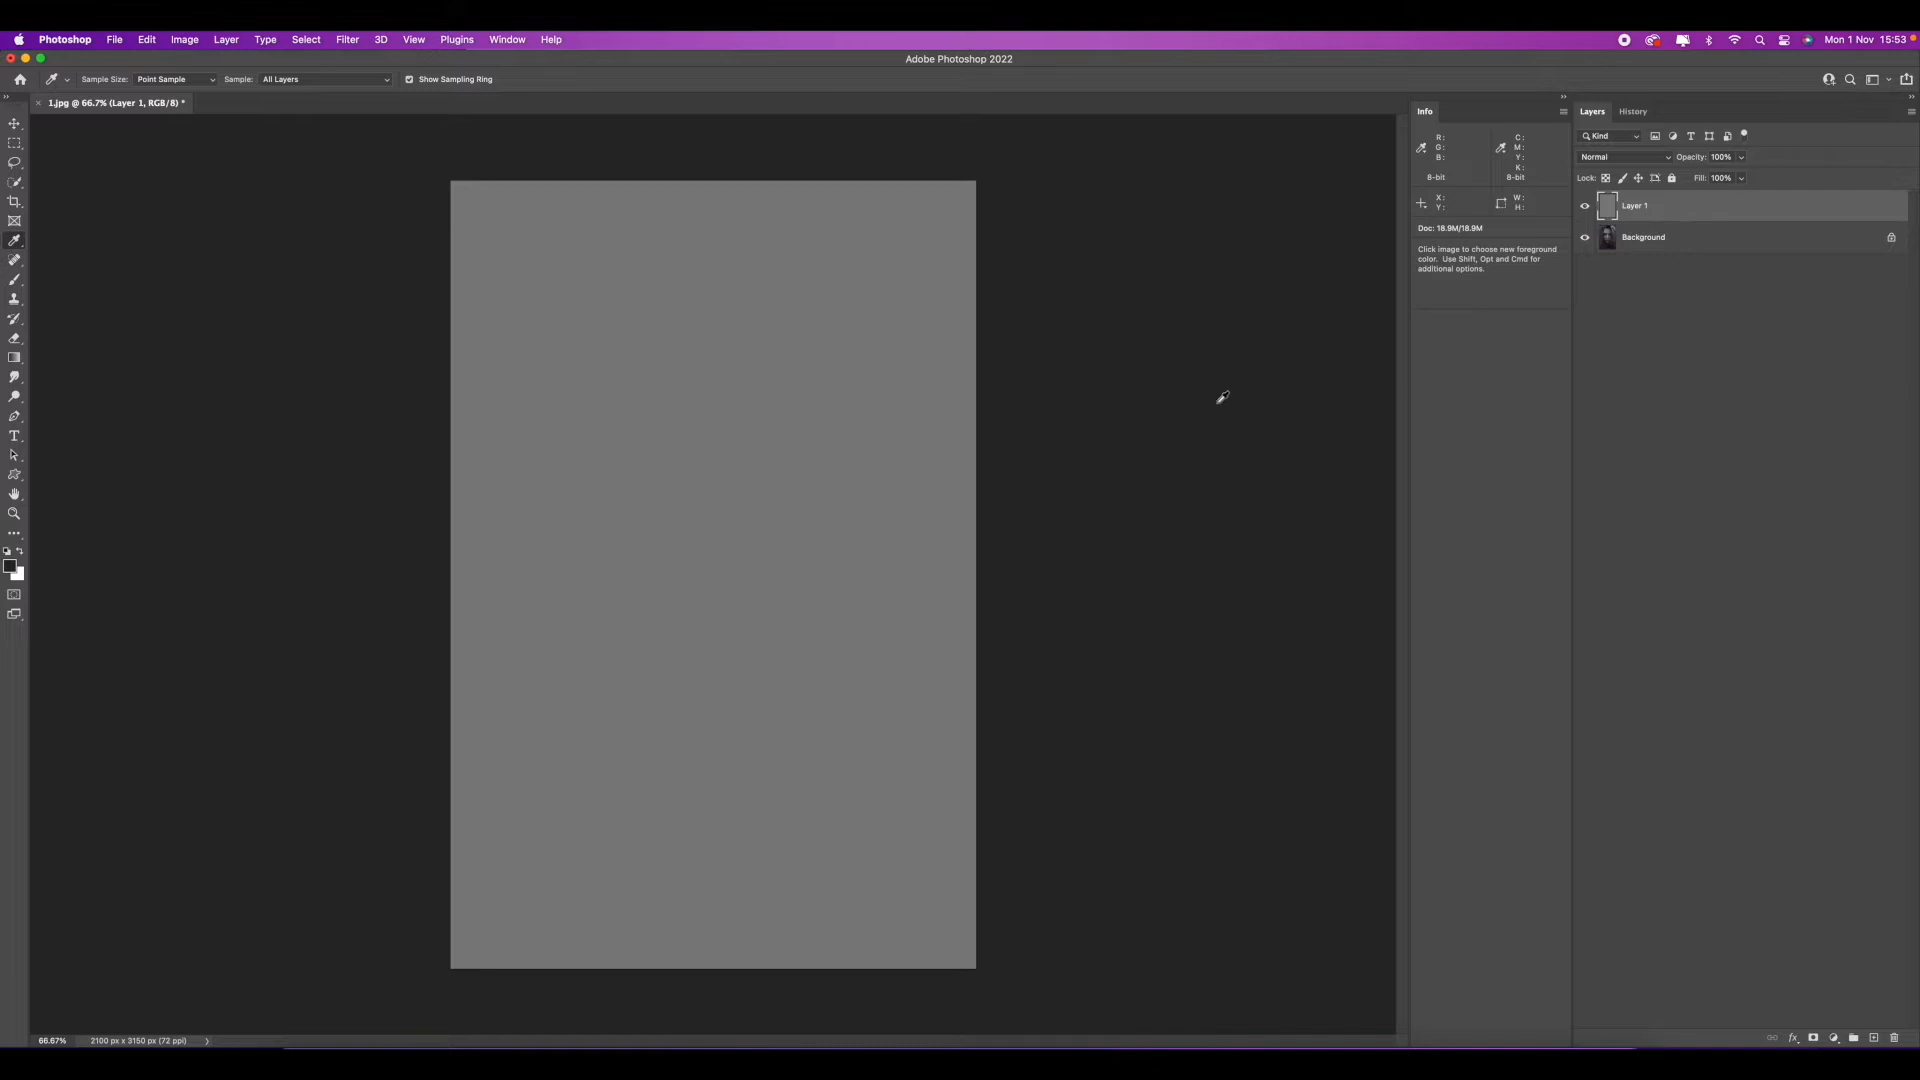 Photoshop File Edit Image Layer Type Select Filter 3D View Plugins Window Help Mon 1 Nov 15:53
Adobe Photoshop 2022
Sample Size: Point Sample Sample: All Layers Show Sampling Ring
1.jpg @ 66.7% (Layer 1, RGB/8) *
Info
R:
G:
B:
8-bit
C:
M:
Y:
K:
8-bit
X:
Y:
W:
H:
Doc: 18.9M/18.9M
Click image to choose new foreground
color. Use Shift, Opt and Cmd for
additional options.
Layers History
Kind
Normal Opacity: 100%
Lock: Fill: 100%
Layer 1
Background
66.67% 2100 px x 3150 px (72 ppi)